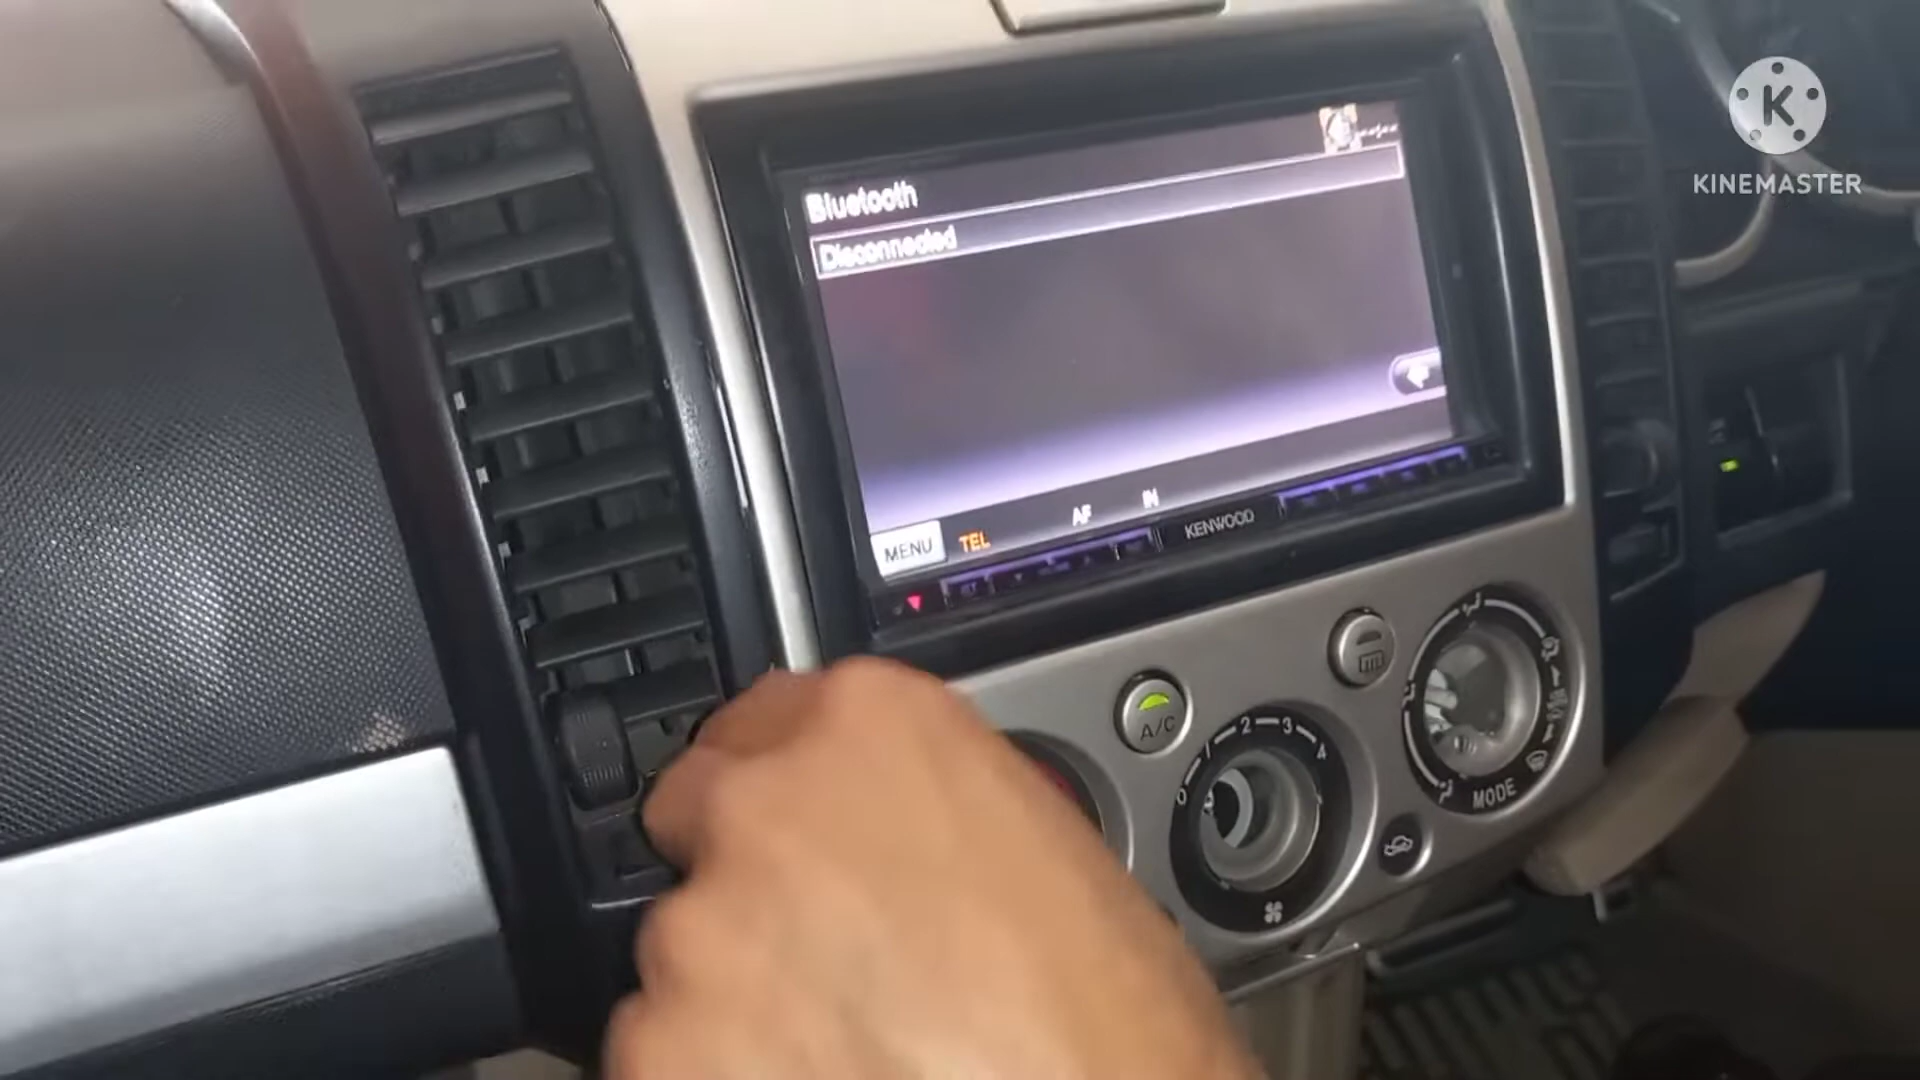 K
KINEMASTER
Bluetooth
Disconnected
AF
IN
MENU
TEL
KENWOOD
A/C
0
1
2
3
4
MODE